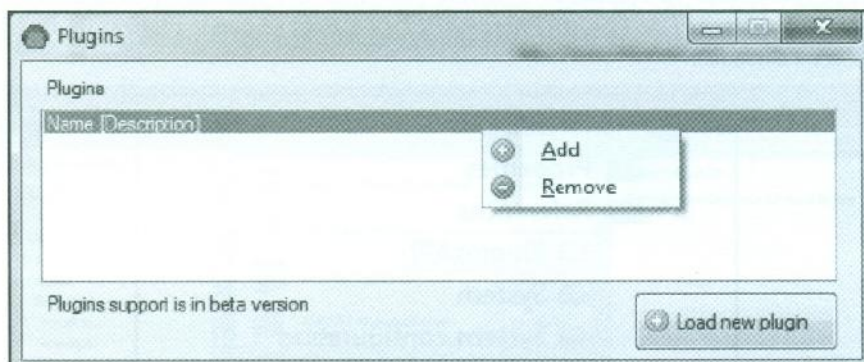 Plugins
Plugins
Name [Description]
Add
Remove
Plugins support is in beta version
Load new plugin